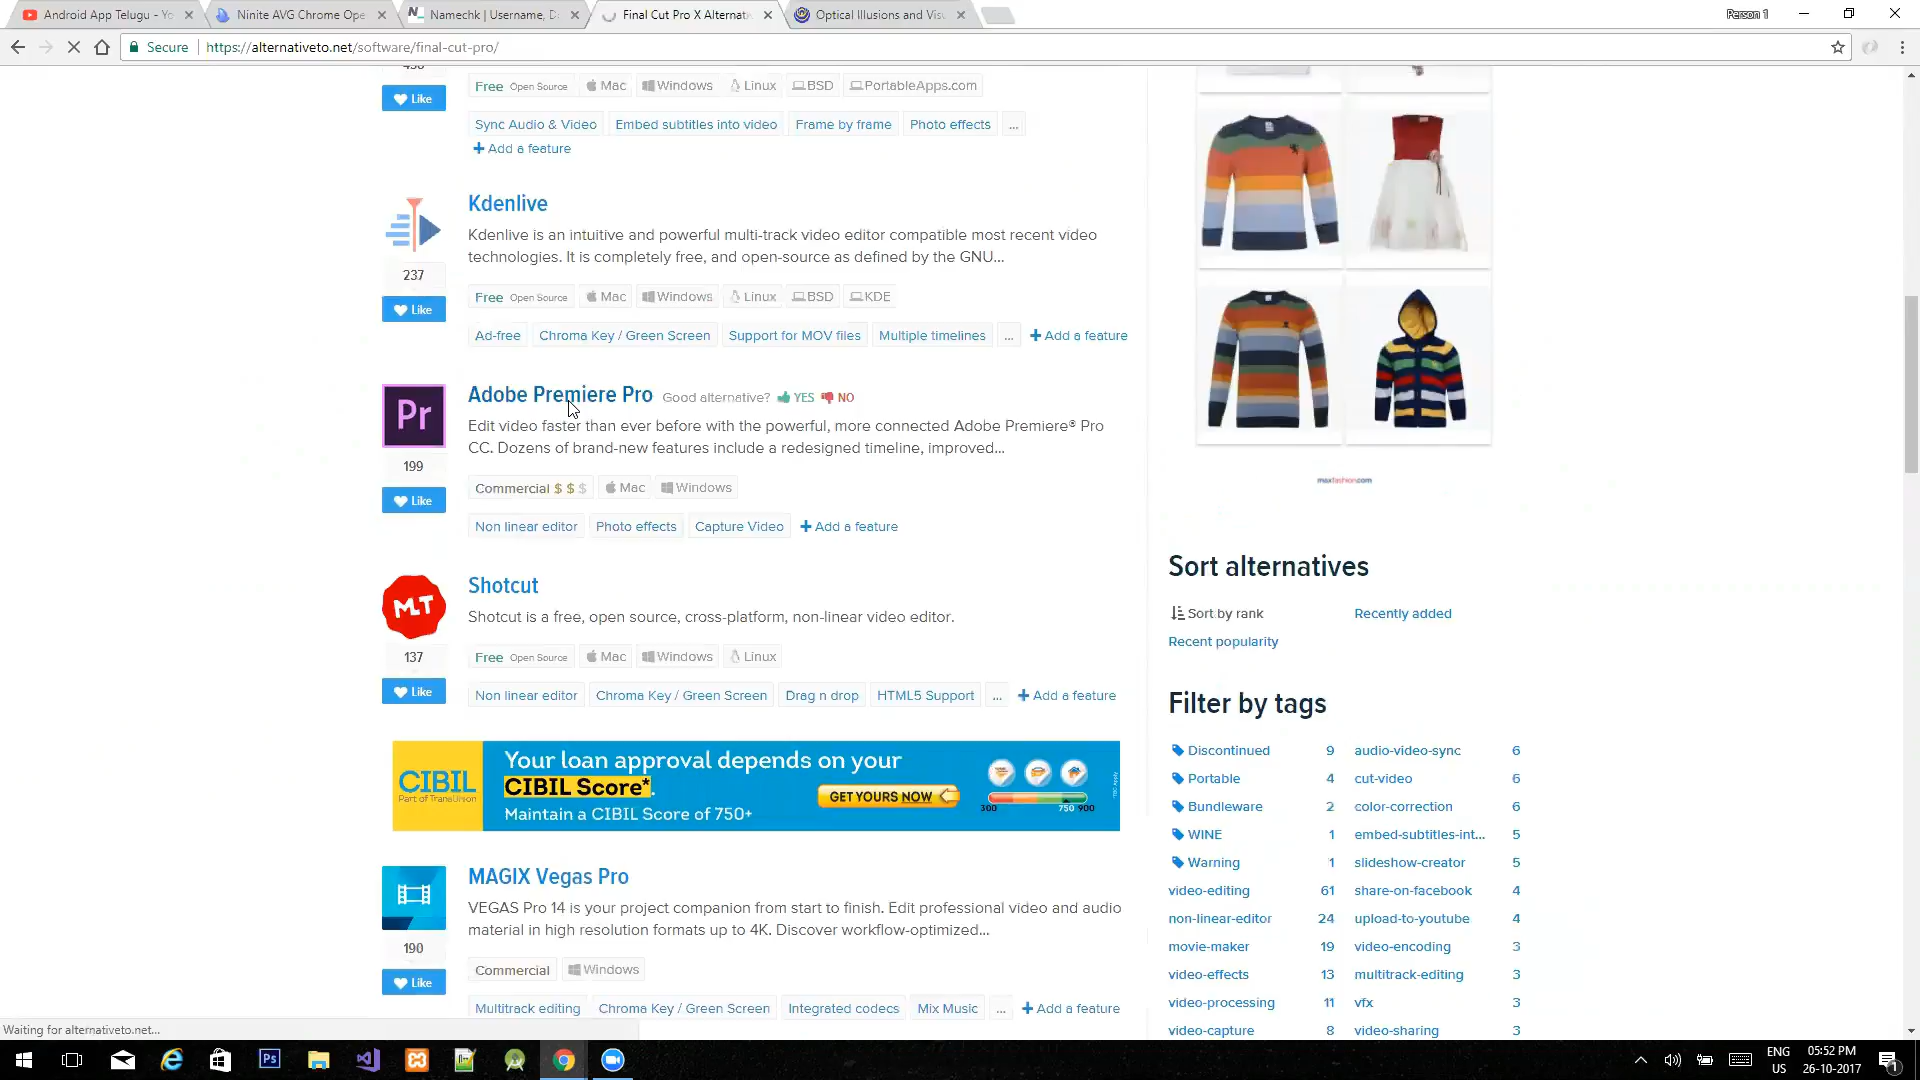 Android App Telugu - Yo
Ninite AVG Chrome Ope
Namechk | Username, D
Final Cut Pro X Alternati
Optical Illusions and Visu
Person 1
Secure
https://alternativeto.net/software/final-cut-pro/
Like
Free Open Source Mac Windows Linux BSD PortableApps.com
Sync Audio & Video Embed subtitles into video Frame by frame Photo effects ...
+ Add a feature
Kdenlive
Kdenlive is an intuitive and powerful multi-track video editor compatible most recent video
technologies. It is completely free, and open-source as defined by the GNU...
237
Like
Free Open Source Mac Windows Linux BSD KDE
Ad-free Chroma Key / Green Screen Support for MOV files Multiple timelines ... + Add a feature
Pr
Adobe Premiere Pro Good alternative? YES NO
Edit video faster than ever before with the powerful, more connected Adobe Premiere® Pro
CC. Dozens of brand-new features include a redesigned timeline, improved...
199
Like
Commercial $ $ $ Mac Windows
Non linear editor Photo effects Capture Video + Add a feature
MLT
Shotcut
Shotcut is a free, open source, cross-platform, non-linear video editor.
137
Like
Free Open Source Mac Windows Linux
Non linear editor Chroma Key / Green Screen Drag n drop HTML5 Support ... + Add a feature
CIBIL
Part of TransUnion
Your loan approval depends on your
CIBIL Score*.
Maintain a CIBIL Score of 750+
GET YOURS NOW
300 750 900
MAGIX Vegas Pro
VEGAS Pro 14 is your project companion from start to finish. Edit professional video and audio
material in high resolution formats up to 4K. Discover workflow-optimized...
190
Like
Commercial Windows
Multitrack editing Chroma Key / Green Screen Integrated codecs Mix Music ... + Add a feature
maxfashion.com
Sort alternatives
Sort by rank Recently added
Recent popularity
Filter by tags
Discontinued 9 audio-video-sync 6
Portable 4 cut-video 6
Bundleware 2 color-correction 6
WINE 1 embed-subtitles-int... 5
Warning 1 slideshow-creator 5
video-editing 61 share-on-facebook 4
non-linear-editor 24 upload-to-youtube 4
movie-maker 19 video-encoding 3
video-effects 13 multitrack-editing 3
video-processing 11 vfx 3
video-capture 8 video-sharing 3
Waiting for alternativeto.net...
Ps
ENG
US
05:52 PM
26-10-2017
1